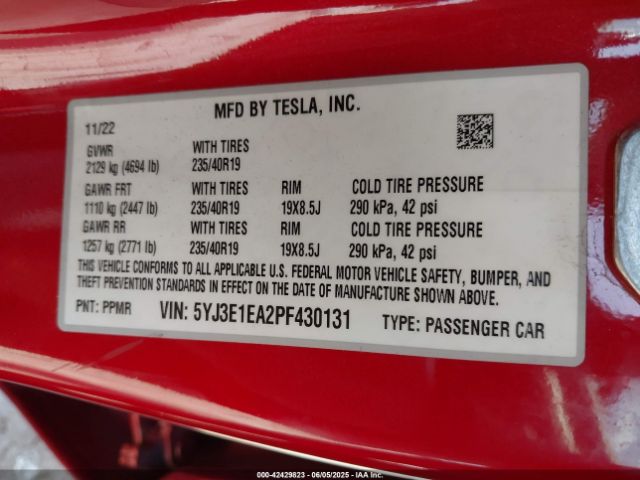 MFD BY TESLA, INC.
11/22
GVWR WITH TIRES
2129 kg (4694 lb) 235/40R19
GAWR FRT WITH TIRES RIM COLD TIRE PRESSURE
1110 kg (2447 lb) 235/40R19 19X8.5J 290 kPa, 42 psi
GAWR RR WITH TIRES RIM COLD TIRE PRESSURE
1257 kg (2771 lb) 235/40R19 19X8.5J 290 kPa, 42 psi
THIS VEHICLE CONFORMS TO ALL APPLICABLE U.S. FEDERAL MOTOR VEHICLE SAFETY, BUMPER, AND
THEFT PREVENTION STANDARDS IN EFFECT ON THE DATE OF MANUFACTURE SHOWN ABOVE.
PNT: PPMR VIN: 5YJ3E1EA2PF430131 TYPE: PASSENGER CAR
000-42429823 - 06/05/2025 - IAA Inc.